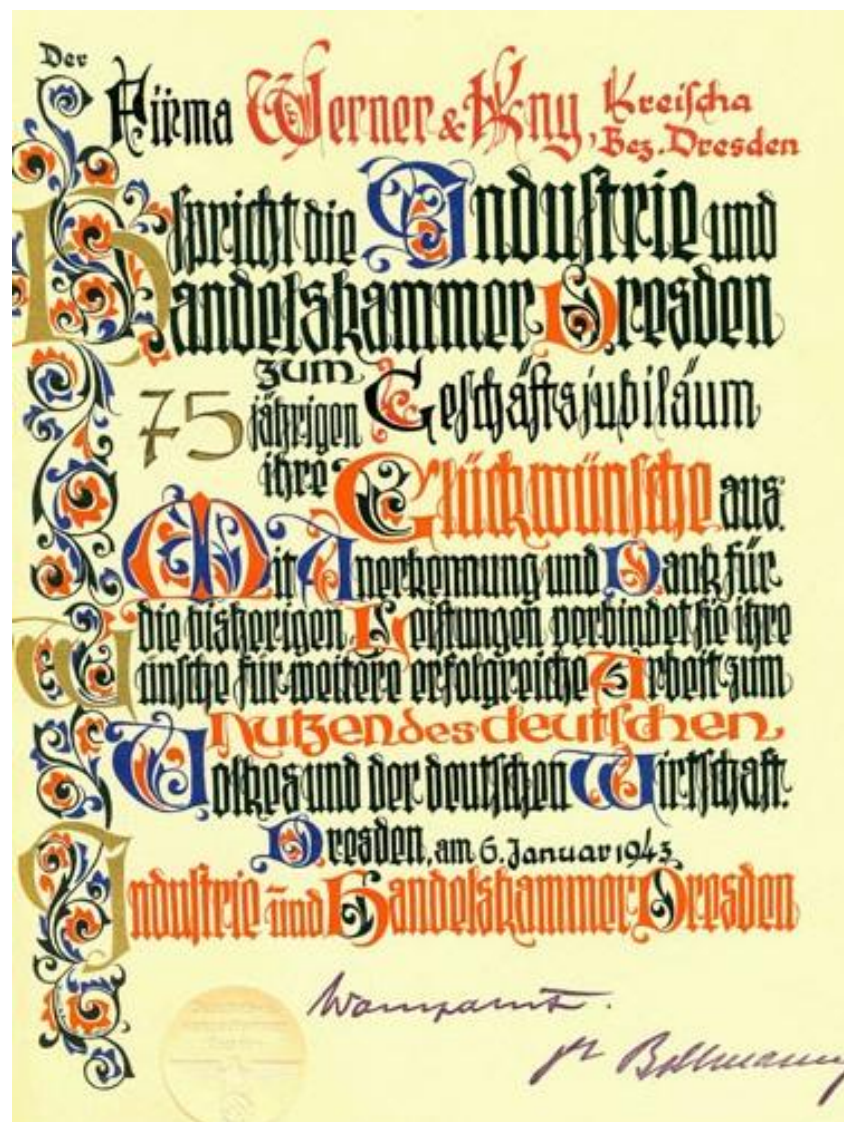 Der
Firma Werner & Kny, Kreischa
Bez. Dresden
spricht die Industrie und
Handelskammer Dresden
zum
75 jährigen Geschäftsjubiläum
ihre Glückwünsche aus.
Mit Anerkennung und Dank für
die bisherigen Leistungen verbindet sie ihre
Wünsche für weitere erfolgreiche Arbeit zum
Nutzen des deutschen
Volkes und der deutschen Wirtschaft.
Dresden, am 6. Januar 1943
Industrie- und Handelskammer Dresden